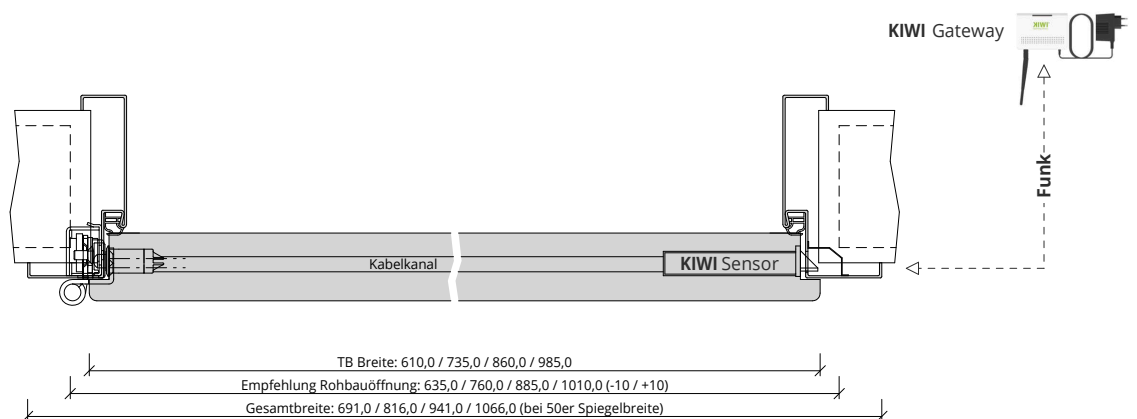 KIWI Gateway
KIWI
Funk
Kabelkanal
KIWI Sensor
TB Breite: 610,0 / 735,0 / 860,0 / 985,0
Empfehlung Rohbauöffnung: 635,0 / 760,0 / 885,0 / 1010,0 (-10 / +10)
Gesamtbreite: 691,0 / 816,0 / 941,0 / 1066,0 (bei 50er Spiegelbreite)